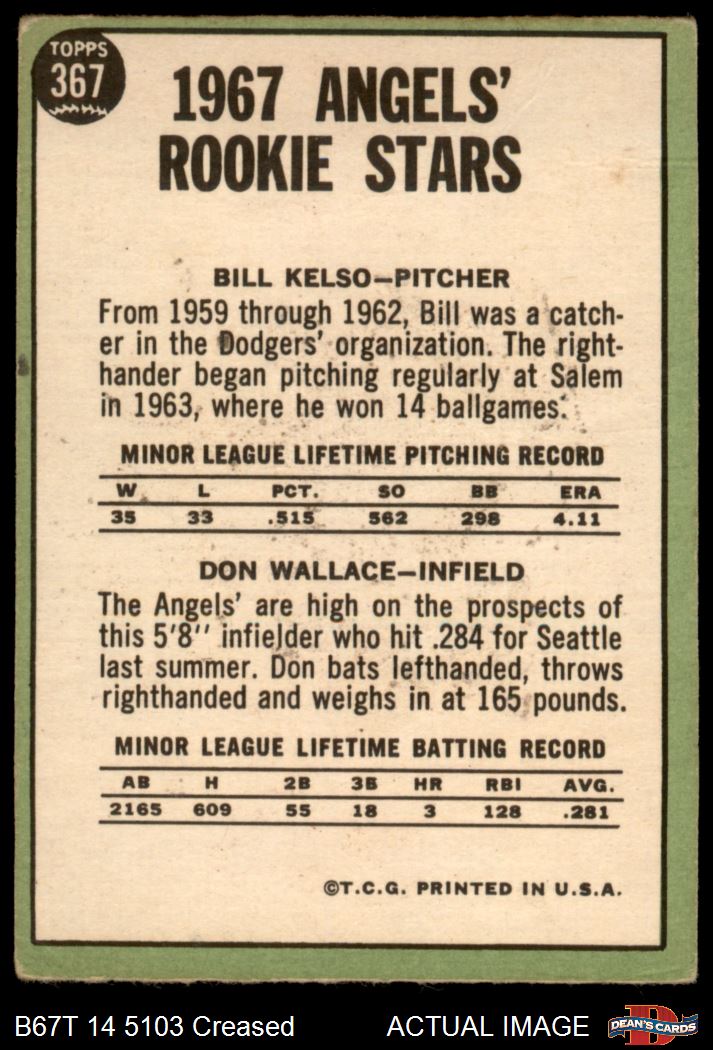 TOPPS
367
1967 ANGELS'
ROOKIE STARS
BILL KELSO—PITCHER
From 1959 through 1962, Bill was a catch-
er in the Dodgers' organization. The right-
hander began pitching regularly at Salem
in 1963, where he won 14 ballgames.
MINOR LEAGUE LIFETIME PITCHING RECORD
W L PCT. SO BB ERA
35 33 .515 562 298 4.11
DON WALLACE—INFIELD
The Angels' are high on the prospects of
this 5'8'' infielder who hit .284 for Seattle
last summer. Don bats lefthanded, throws
righthanded and weighs in at 165 pounds.
MINOR LEAGUE LIFETIME BATTING RECORD
AB H 2B 3B HR RBI AVG.
2165 609 55 18 3 128 .281
©T.C.G. PRINTED IN U.S.A.
B67T 14 5103 Creased ACTUAL IMAGE
DEAN'S CARDS